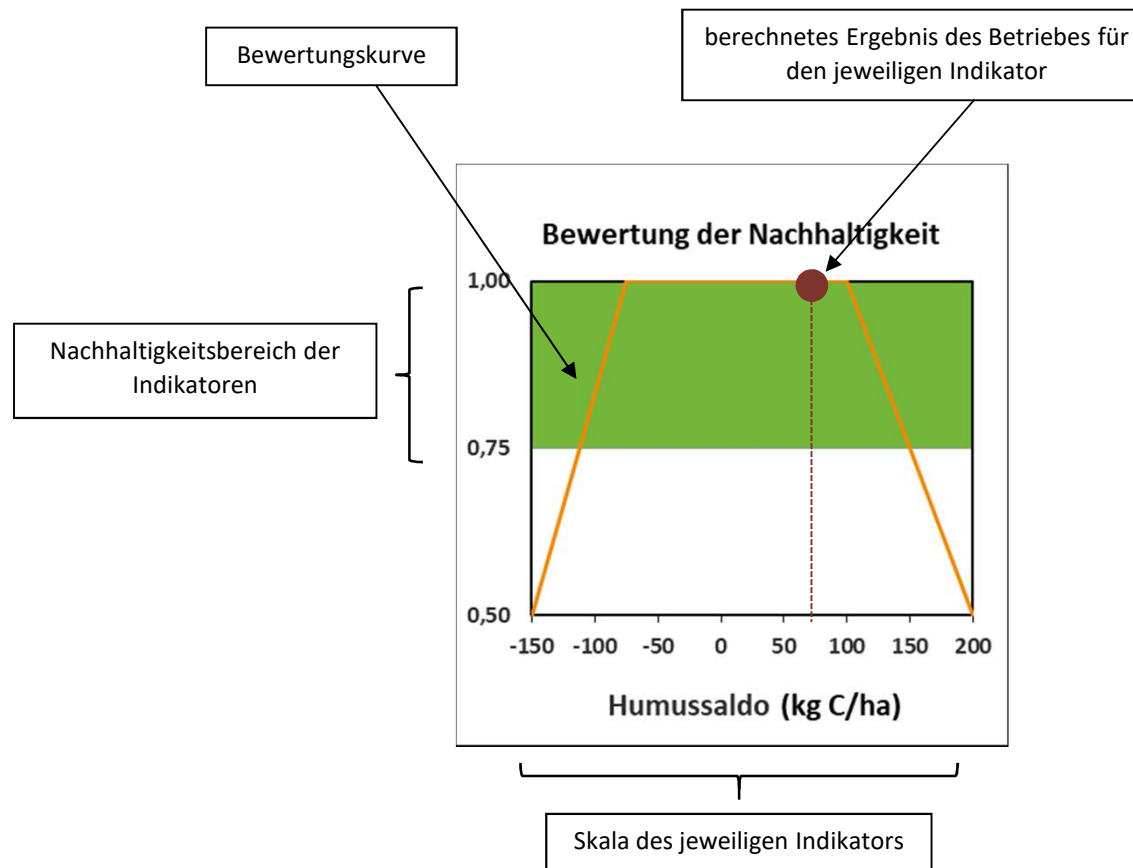 Bewertungskurve
berechnetes Ergebnis des Betriebes für
den jeweiligen Indikator
Bewertung der Nachhaltigkeit
1,00
Nachhaltigkeitsbereich der
Indikatoren
0,75
0,50
-150 -100 -50 0 50 100 150 200
Humussaldo (kg C/ha)
Skala des jeweiligen Indikators